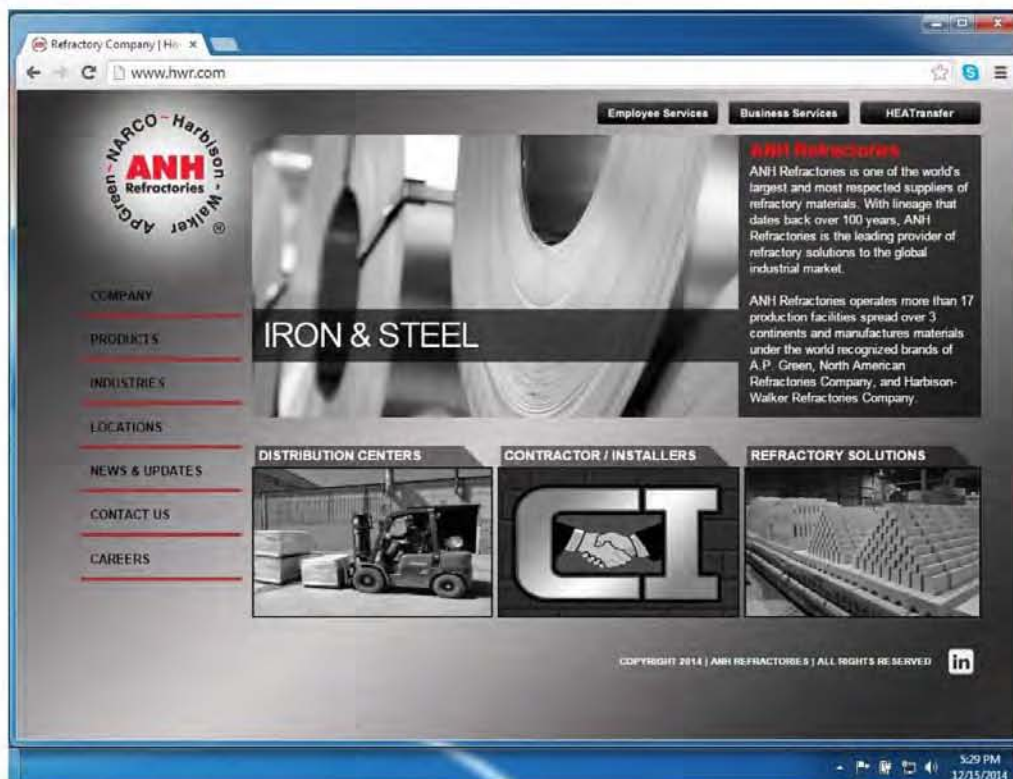 Refractory Company | Ho
www.hwr.com
Employee Services
Business Services
HEATransfer
APGreen ~ NARCO ~ Harbison - Walker ®
ANH
Refractories
COMPANY
PRODUCTS
INDUSTRIES
LOCATIONS
NEWS & UPDATES
CONTACT US
CAREERS
IRON & STEEL
ANH Refractories
ANH Refractories is one of the world's
largest and most respected suppliers of
refractory materials. With lineage that
dates back over 100 years, ANH
Refractories is the leading provider of
refractory solutions to the global
industrial market.
ANH Refractories operates more than 17
production facilities spread over 3
continents and manufactures materials
under the world recognized brands of
A.P. Green, North American
Refractories Company, and Harbison-
Walker Refractories Company.
DISTRIBUTION CENTERS
CONTRACTOR / INSTALLERS
REFRACTORY SOLUTIONS
CI
COPYRIGHT 2014 | ANH REFRACTORIES | ALL RIGHTS RESERVED
in
5:29 PM
12/15/2014